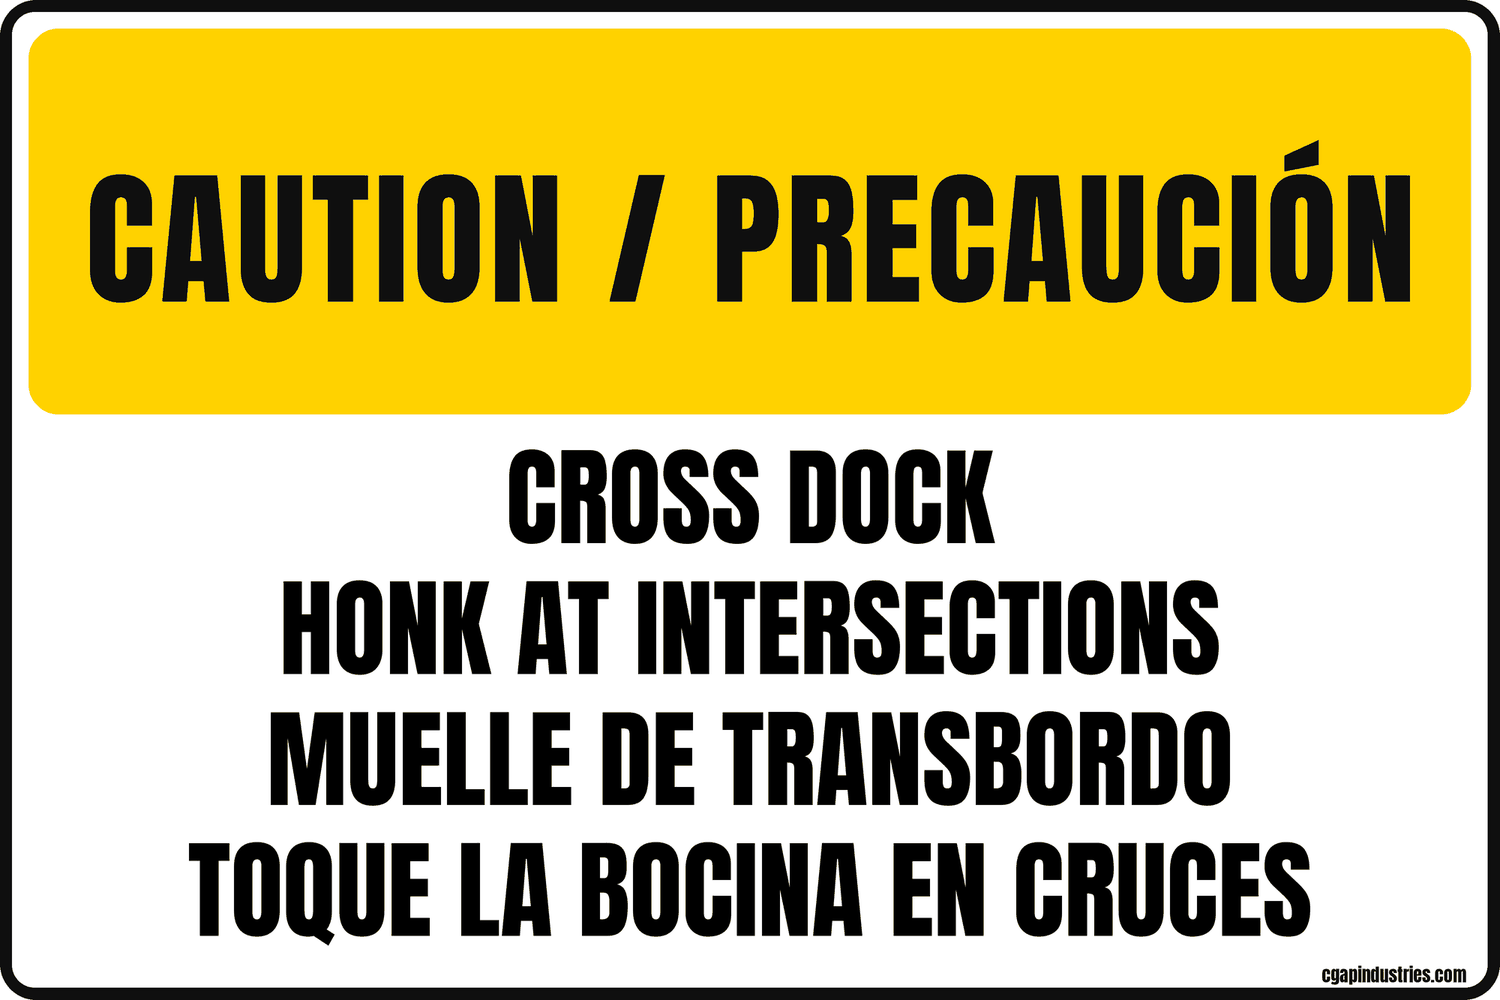 CAUTION / PRECAUCIÓN
CROSS DOCK
HONK AT INTERSECTIONS
MUELLE DE TRANSBORDO
TOQUE LA BOCINA EN CRUCES
cgapindustries.com